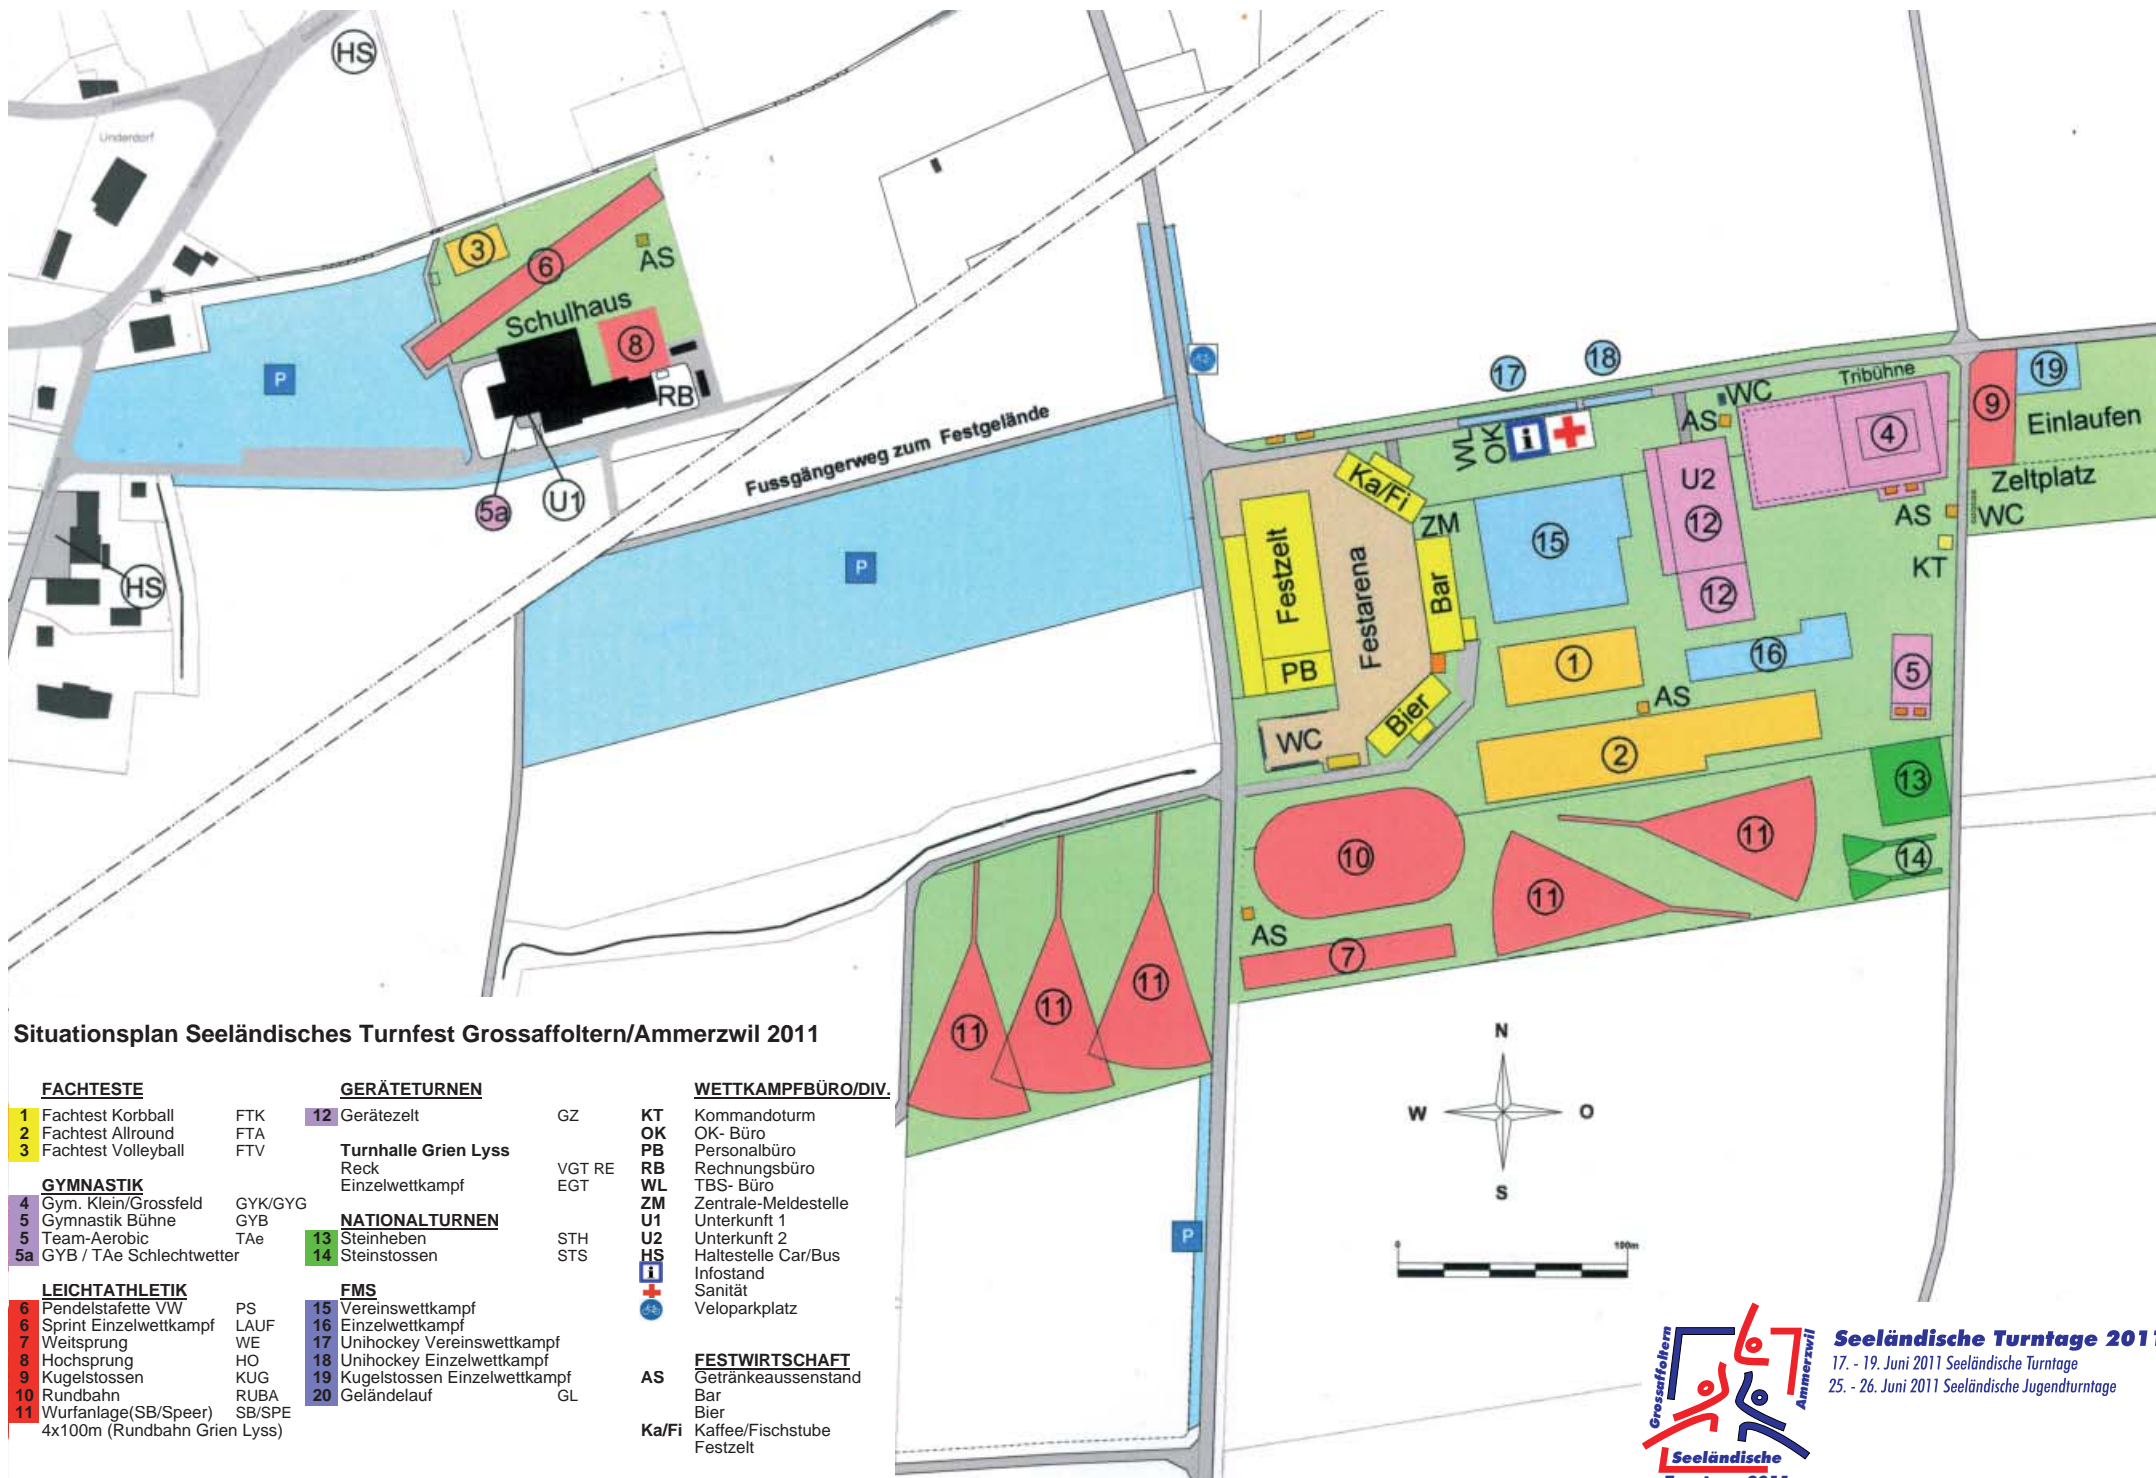 HS
Underdorf
3
6
AS
Schulhaus
8
P
RB
5a
U1
HS
Fussgängerweg zum Festgelände
P
17
18
WL
OK
i
WC
AS
Tribühne
4
9
19
Einlaufen
Zeltplatz
WC
AS
KT
Ka/Fi
ZM
Festzelt
Festarena
Bar
PB
Bier
WC
15
U2
12
12
1
16
5
AS
2
13
14
10
11
11
AS
7
11
11
11
P
N
W
O
S
0
100m
Situationsplan Seeländisches Turnfest Grossaffoltern/Ammerzwil 2011
FACHTESTE
1 Fachtest Korbball FTK
2 Fachtest Allround FTA
3 Fachtest Volleyball FTV
GYMNASTIK
4 Gym. Klein/Grossfeld GYK/GYG
5 Gymnastik Bühne GYB
5 Team-Aerobic TAe
5a GYB / TAe Schlechtwetter
LEICHTATHLETIK
6 Pendelstafette VW PS
6 Sprint Einzelwettkampf LAUF
7 Weitsprung WE
8 Hochsprung HO
9 Kugelstossen KUG
10 Rundbahn RUBA
11 Wurfanlage(SB/Speer) SB/SPE
4x100m (Rundbahn Grien Lyss)
GERÄTETURNEN
12 Gerätezelt GZ
Turnhalle Grien Lyss
Reck VGT RE
Einzelwettkampf EGT
NATIONALTURNEN
13 Steinheben STH
14 Steinstossen STS
FMS
15 Vereinswettkampf
16 Einzelwettkampf
17 Unihockey Vereinswettkampf
18 Unihockey Einzelwettkampf
19 Kugelstossen Einzelwettkampf
20 Geländelauf GL
WETTKAMPFBÜRO/DIV.
KT Kommandoturm
OK OK- Büro
PB Personalbüro
RB Rechnungsbüro
WL TBS- Büro
ZM Zentrale-Meldestelle
U1 Unterkunft 1
U2 Unterkunft 2
HS Haltestelle Car/Bus
i Infostand
Sanität
Veloparkplatz
FESTWIRTSCHAFT
AS Getränkeaussenstand
Bar
Bier
Ka/Fi Kaffee/Fischstube
Festzelt
Grossaffoltern
Ammerzwil
Seeländische
Seeländische Turntage 2011
17. - 19. Juni 2011 Seeländische Turntage
25. - 26. Juni 2011 Seeländische Jugendturntage